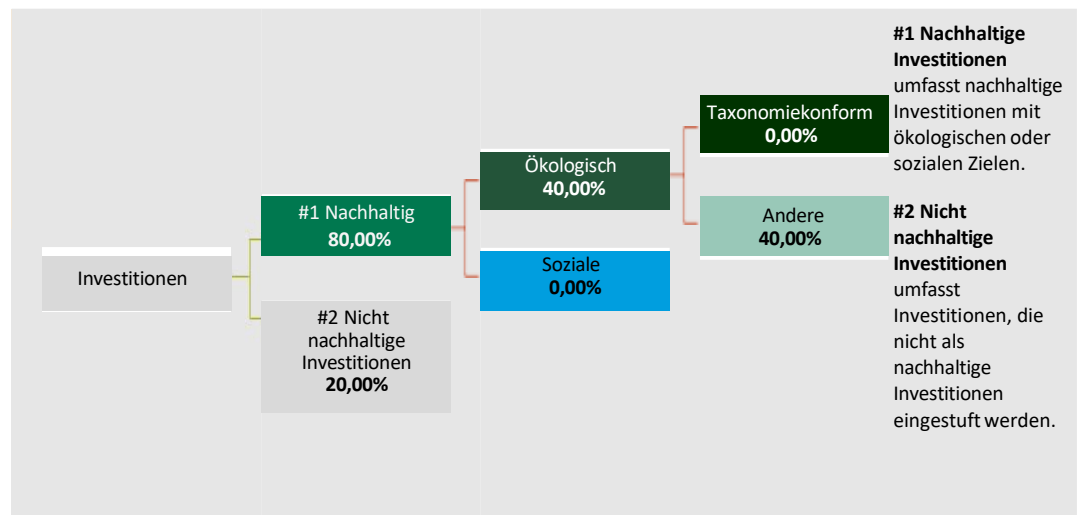 Investitionen
#1 Nachhaltig
80,00%
#2 Nicht
nachhaltige
Investitionen
20,00%
Ökologisch
40,00%
Soziale
0,00%
Taxonomiekonform
0,00%
Andere
40,00%
#1 Nachhaltige
Investitionen
umfasst nachhaltige
Investitionen mit
ökologischen oder
sozialen Zielen.
#2 Nicht
nachhaltige
Investitionen
umfasst
Investitionen, die
nicht als
nachhaltige
Investitionen
eingestuft werden.